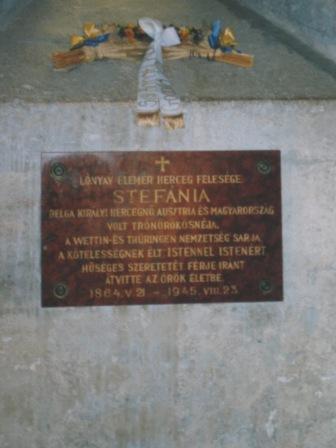 LÓNYAY ELEMÉR HERCEG FELESÉGE
STEFÁNIA
BELGA KIRÁLYI HERCEGNŐ AUSZTRIA ÉS MAGYARORSZÁG
VOLT TRÓNÖRÖKÖSNÉJA.
A WETTIN-ÉS THÜRINGEN NEMZETSÉG SARJA
A KÖTELESSÉGNEK ÉLT ISTENNEL ISTENÉRT.
HŰSÉGES SZERETETÉT FÉRJE IRÁNT
ÁTVITTE AZ ÖRÖK ÉLETBE.
1864.V.21 - 1945.VIII.23.